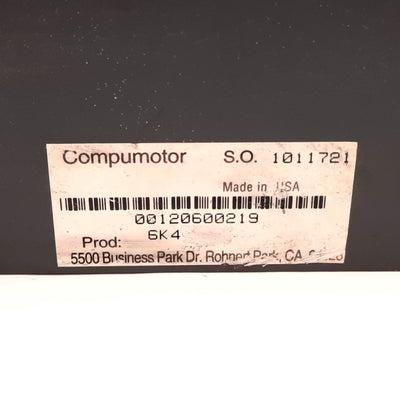 Compumotor S.O. 1011721
Made in USA
00120600219
Prod: 6K4
5500 Business Park Dr. Rohnert Park, CA.